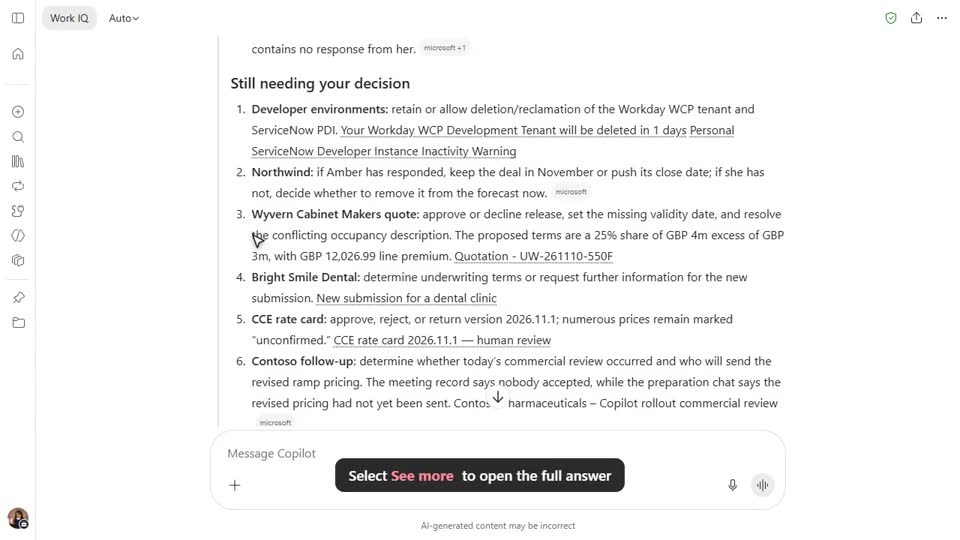 Work IQ
Auto
contains no response from her. microsoft +1
Still needing your decision
1. Developer environments: retain or allow deletion/reclamation of the Workday WCP tenant and
ServiceNow PDI. Your Workday WCP Development Tenant will be deleted in 1 days Personal
ServiceNow Developer Instance Inactivity Warning
2. Northwind: if Amber has responded, keep the deal in November or push its close date; if she has
not, decide whether to remove it from the forecast now. microsoft
3. Wyvern Cabinet Makers quote: approve or decline release, set the missing validity date, and resolve
the conflicting occupancy description. The proposed terms are a 25% share of GBP 4m excess of GBP
3m, with GBP 12,026.99 line premium. Quotation - UW-261110-550F
4. Bright Smile Dental: determine underwriting terms or request further information for the new
submission. New submission for a dental clinic
5. CCE rate card: approve, reject, or return version 2026.11.1; numerous prices remain marked
“unconfirmed.” CCE rate card 2026.11.1 — human review
6. Contoso follow-up: determine whether today’s commercial review occurred and who will send the
revised ramp pricing. The meeting record says nobody accepted, while the preparation chat says the
revised pricing had not yet been sent. Contoso Pharmaceuticals – Copilot rollout commercial review
microsoft
Message Copilot
Select See more to open the full answer
AI-generated content may be incorrect